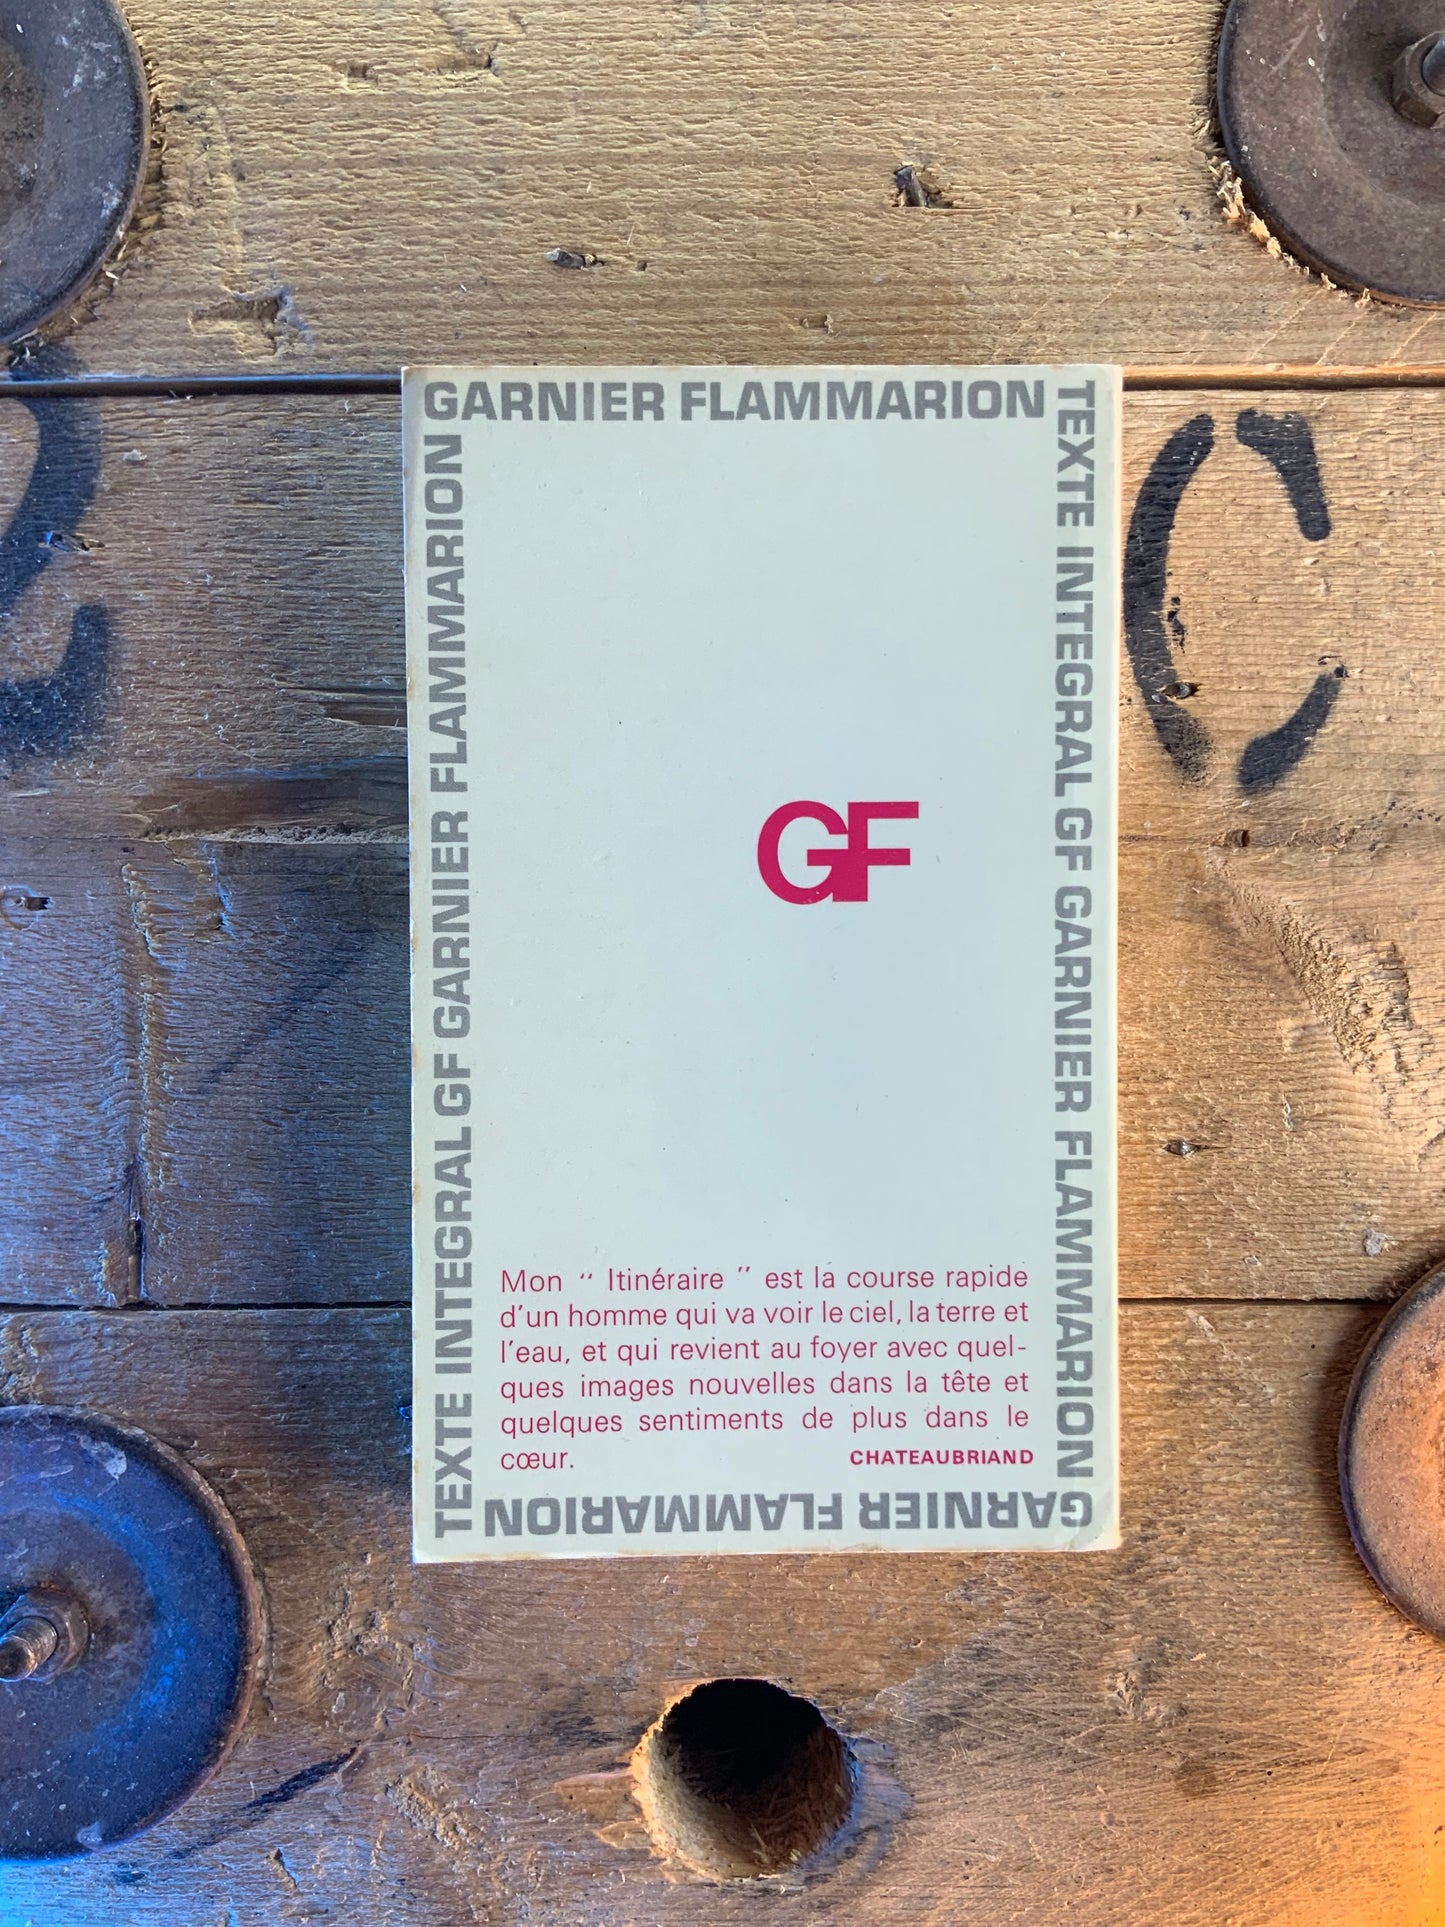 GARNIER FLAMMARION
TEXTE INTEGRAL GF GARNIER FLAMMARION
GARNIER FLAMMARION
TEXTE INTEGRAL GF GARNIER FLAMMARION
GF
Mon “ Itinéraire ” est la course rapide
d’un homme qui va voir le ciel, la terre et
l’eau, et qui revient au foyer avec quel-
ques images nouvelles dans la tête et
quelques sentiments de plus dans le
cœur. CHATEAUBRIAND
C